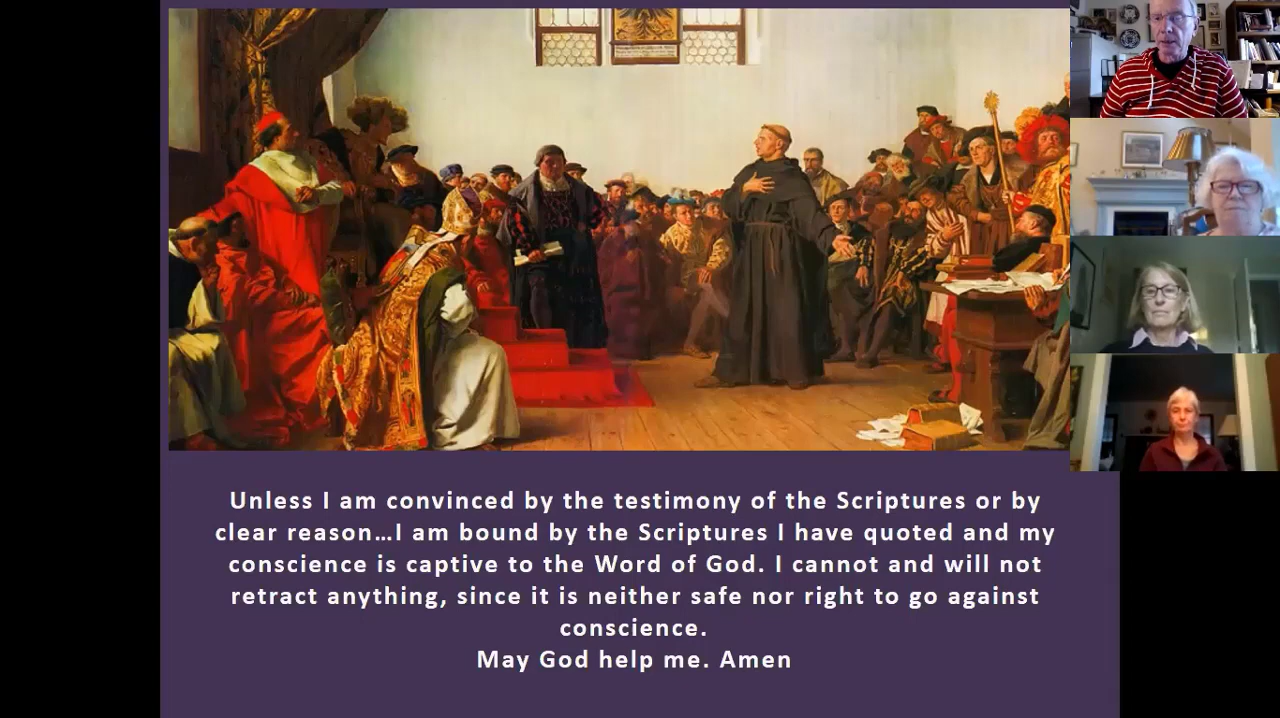 Unless I am convinced by the testimony of the Scriptures or by
clear reason…I am bound by the Scriptures I have quoted and my
conscience is captive to the Word of God. I cannot and will not
retract anything, since it is neither safe nor right to go against
conscience.
May God help me. Amen